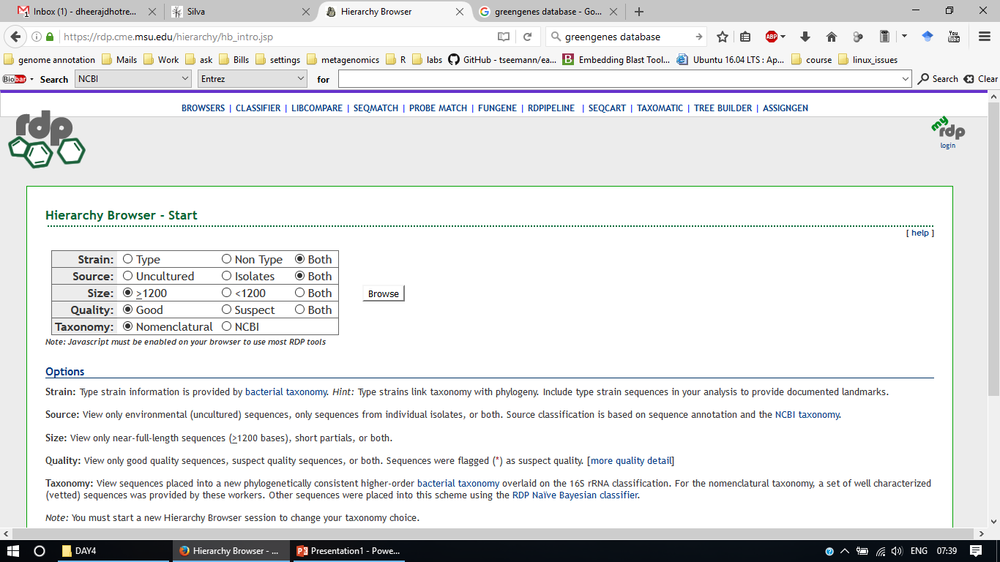 Inbox (1) - dheerajdhotre... Silva Hierarchy Browser greengenes database - Go...
https://rdp.cme.msu.edu/hierarchy/hb_intro.jsp greengenes database ABP You Tube
genome annotation Mails Work ask Bills settings metagenomics R labs GitHub - tseemann/ea... B Embedding Blast Tool... Ubuntu 16.04 LTS : Ap... course linux_issues
Biobar Search NCBI Entrez for Search Clear
BROWSERS | CLASSIFIER | LIBCOMPARE | SEQMATCH | PROBE MATCH | FUNGENE | RDPIPELINE | SEQCART | TAXOMATIC | TREE BUILDER | ASSIGNGEN
rdp
my rdp
login
Hierarchy Browser - Start
[ help ]
Strain: Type Non Type Both
Source: Uncultured Isolates Both
Size: >1200 <1200 Both
Browse
Quality: Good Suspect Both
Taxonomy: Nomenclatural NCBI
Note: Javascript must be enabled on your browser to use most RDP tools
Options
Strain: Type strain information is provided by bacterial taxonomy. Hint: Type strains link taxonomy with phylogeny. Include type strain sequences in your analysis to provide documented landmarks.
Source: View only environmental (uncultured) sequences, only sequences from individual isolates, or both. Source classification is based on sequence annotation and the NCBI taxonomy.
Size: View only near-full-length sequences (>1200 bases), short partials, or both.
Quality: View only good quality sequences, suspect quality sequences, or both. Sequences were flagged (*) as suspect quality. [more quality detail]
Taxonomy: View sequences placed into a new phylogenetically consistent higher-order bacterial taxonomy overlaid on the 16S rRNA classification. For the nomenclatural taxonomy, a set of well characterized
(vetted) sequences was provided by these workers. Other sequences were placed into this scheme using the RDP Naïve Bayesian classifier.
Note: You must start a new Hierarchy Browser session to change your taxonomy choice.
DAY4 Hierarchy Browser - ... Presentation1 - Powe... ENG 07:39